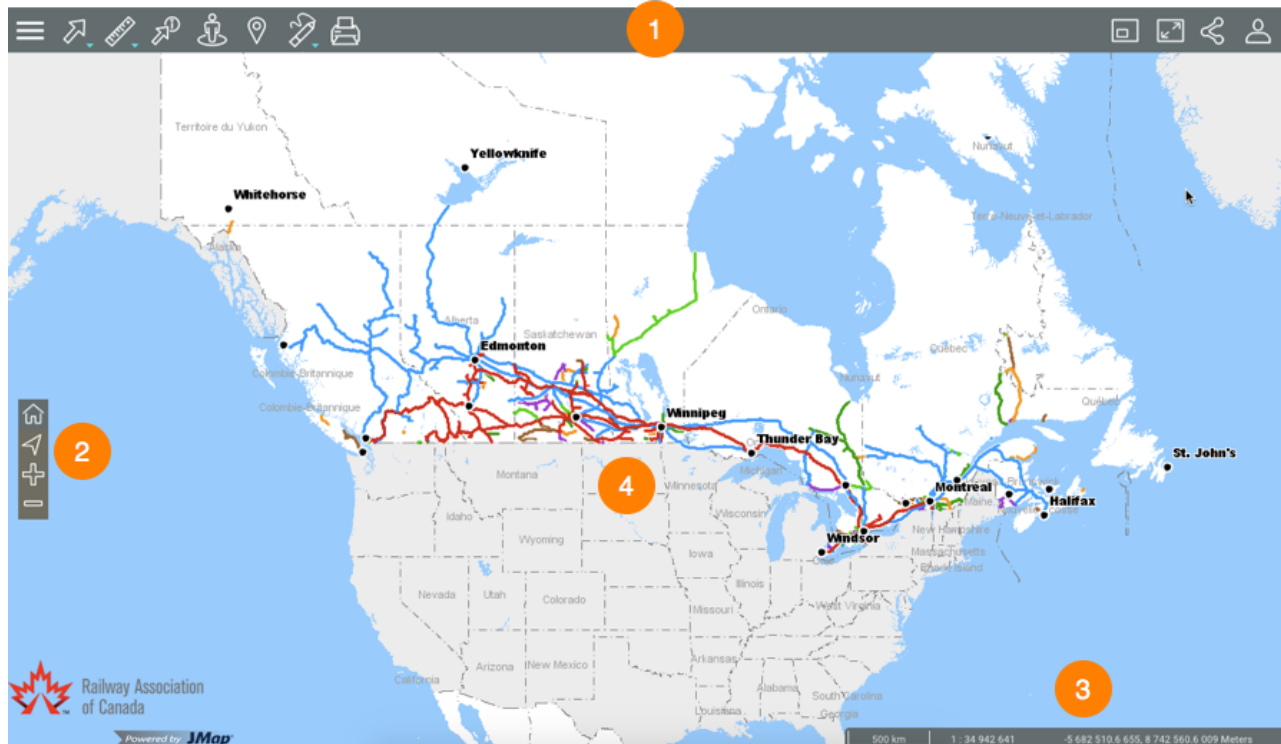 1
Territoire du Yukon
Yellowknife
Nunavut
Whitehorse
Terre-Neuve-et-Labrador
Alaska
Ontario
Alberta
Saskatchewan
Edmonton
Québec
Colombie-Britannique
Nunavut
Colombie-Britannique
Québec
Winnipeg
2
Thunder Bay
St. John's
Montana
Michigan
4
Minnesota
Montreal
Maine
Halifax
Idaho
Wisconsin
New Hampshire
Windsor
Wyoming
Massachusetts
Iowa
Rhode Island
Nevada
Utah
Colorado
Illinois
Missouri
West Virginia
Arizona
New Mexico
Arkansas
California
Alabama
South Carolina
3
Louisiana
Georgia
Railway Association
of Canada
TM
Powered by JMap
500 km
1 : 34 942 641
-5 682 510.6 655, 8 742 560.6 009 Meters